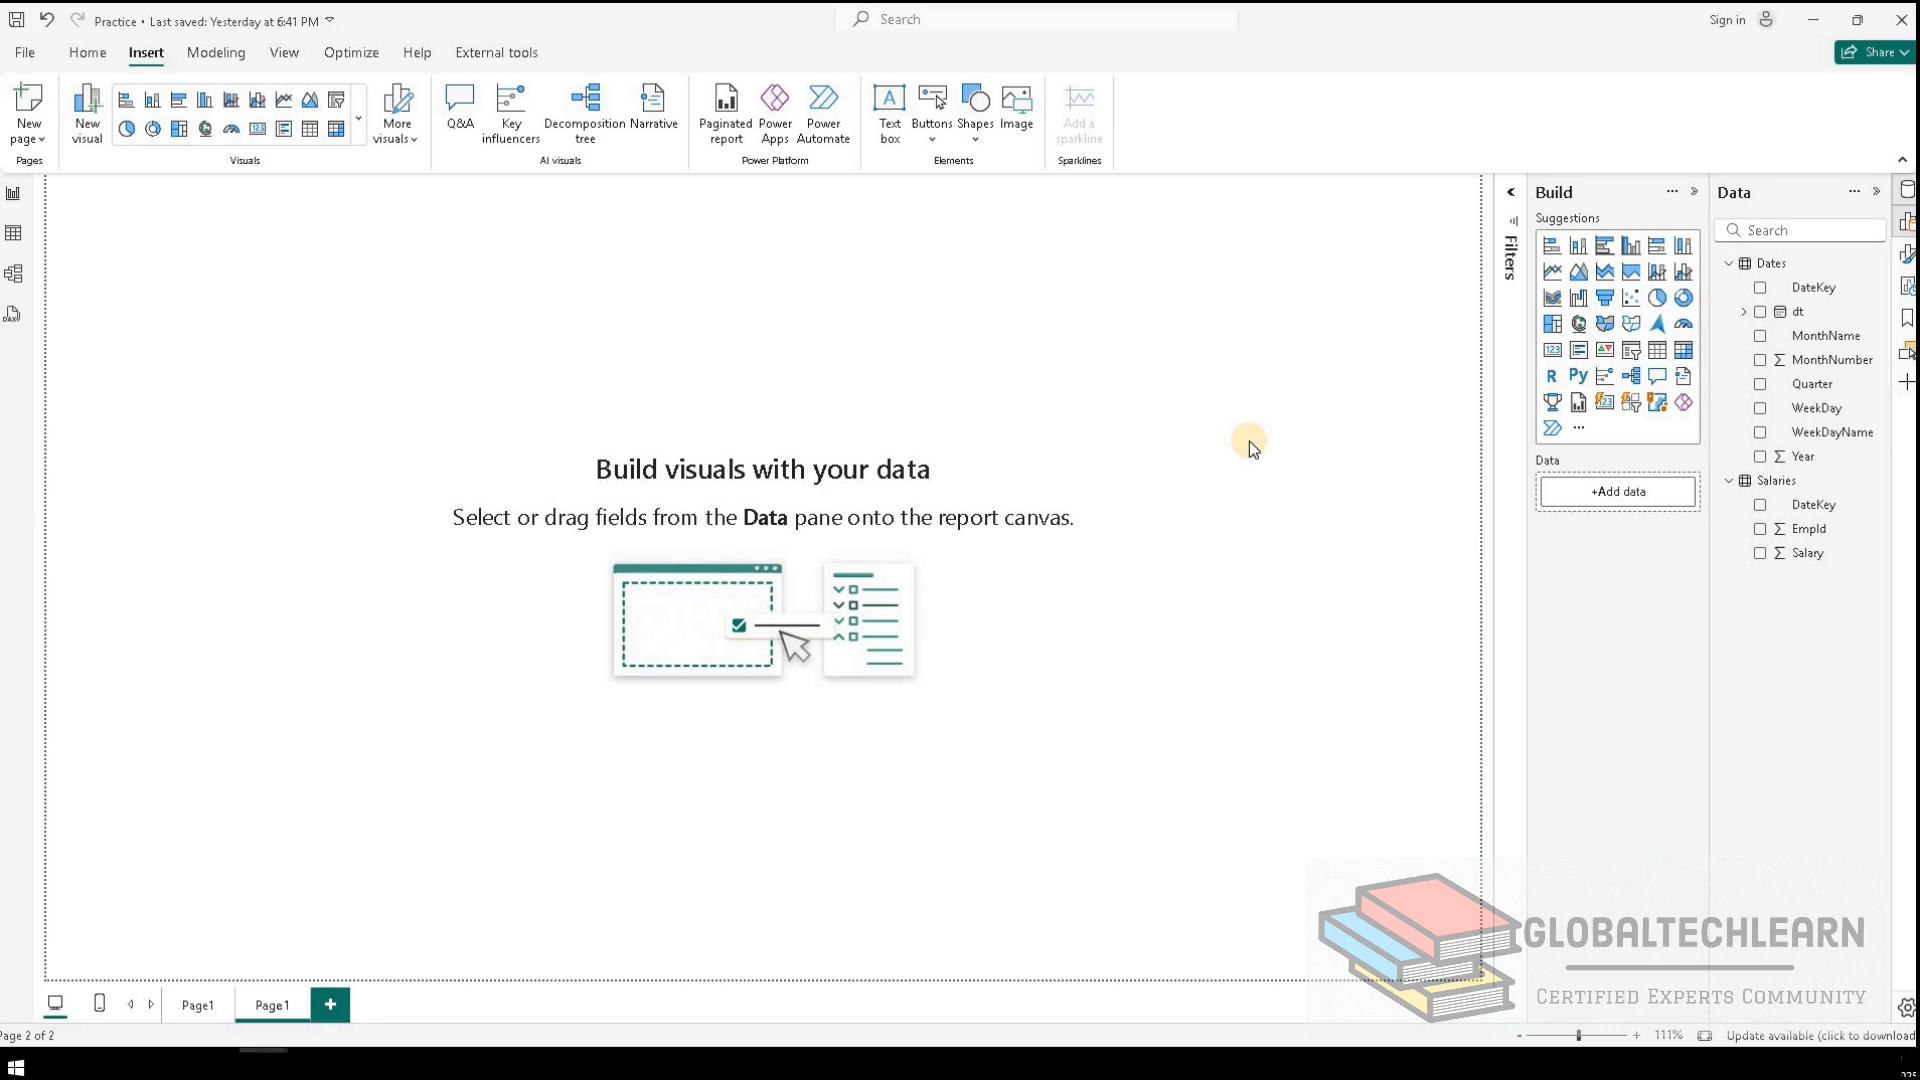 Practice • Last saved: Yesterday at 6:41 PM
Search
Sign in
File Home Insert Modeling View Optimize Help External tools
Share
New page
New visual
More visuals
Q&A
Key influencers
Decomposition tree
Narrative
Paginated report
Power Apps
Power Automate
Text box
Buttons
Shapes
Image
Add a sparkline
Pages
Visuals
AI visuals
Power Platform
Elements
Sparklines
DAX
Filters
Build
Suggestions
123
R Py
123
Data
+Add data
Data
Search
Dates
DateKey
dt
MonthName
MonthNumber
Quarter
WeekDay
WeekDayName
Year
Salaries
DateKey
EmpId
Salary
Build visuals with your data
Select or drag fields from the Data pane onto the report canvas.
GLOBALTECHLEARN
CERTIFIED EXPERTS COMMUNITY
Page1
Page1
Page 2 of 2
- + 111%
Update available (click to download